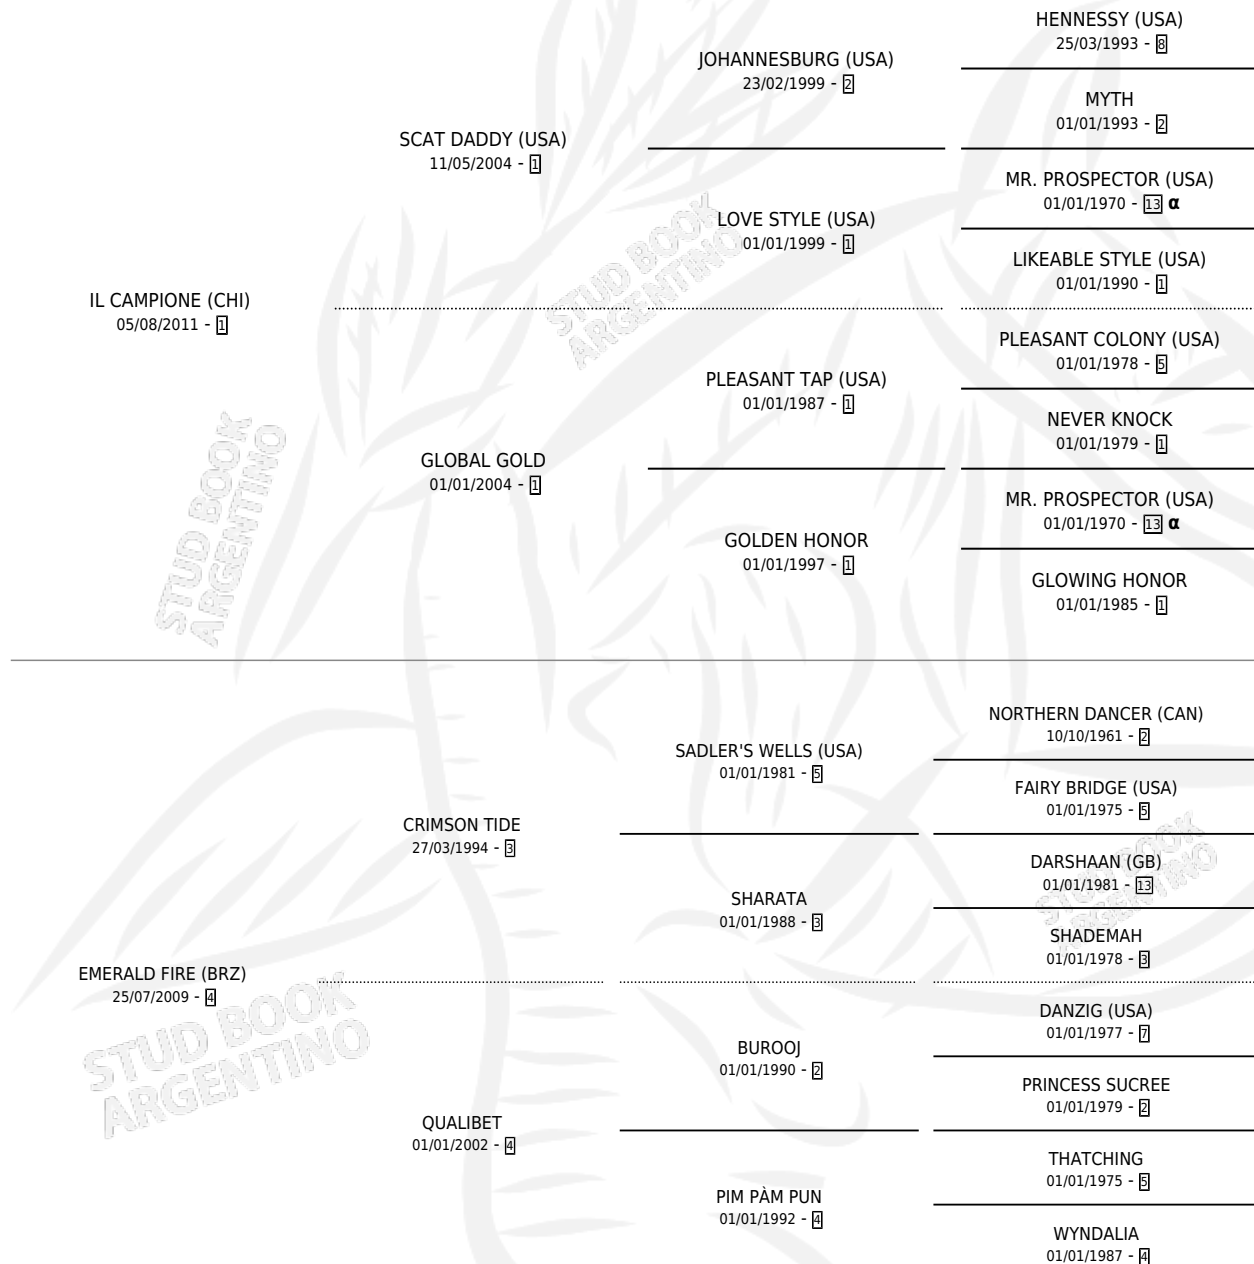 IL CAMPIONE (CHI)
05/08/2011 - 1
SCAT DADDY (USA)
11/05/2004 - 1
GLOBAL GOLD
01/01/2004 - 1
JOHANNESBURG (USA)
23/02/1999 - 2
LOVE STYLE (USA)
01/01/1999 - 1
PLEASANT TAP (USA)
01/01/1987 - 1
GOLDEN HONOR
01/01/1997 - 1
HENNESSY (USA)
25/03/1993 - 8
MYTH
01/01/1993 - 2
MR. PROSPECTOR (USA)
01/01/1970 - 13 α
LIKEABLE STYLE (USA)
01/01/1990 - 1
PLEASANT COLONY (USA)
01/01/1978 - 5
NEVER KNOCK
01/01/1979 - 1
MR. PROSPECTOR (USA)
01/01/1970 - 13 α
GLOWING HONOR
01/01/1985 - 1
EMERALD FIRE (BRZ)
25/07/2009 - 4
CRIMSON TIDE
27/03/1994 - 3
QUALIBET
01/01/2002 - 4
SADLER'S WELLS (USA)
01/01/1981 - 5
SHARATA
01/01/1988 - 3
BUROOJ
01/01/1990 - 2
PIM PÀM PUN
01/01/1992 - 4
NORTHERN DANCER (CAN)
10/10/1961 - 2
FAIRY BRIDGE (USA)
01/01/1975 - 5
DARSHAAN (GB)
01/01/1981 - 13
SHADEMAH
01/01/1978 - 3
DANZIG (USA)
01/01/1977 - 7
PRINCESS SUCREE
01/01/1979 - 2
THATCHING
01/01/1975 - 5
WYNDALIA
01/01/1987 - 4
STUD BOOK
ARGENTINO
STUD BOOK
ARGENTINO
STUD BOOK
ARGENTINO
STUD BOOK
ARGENTINO